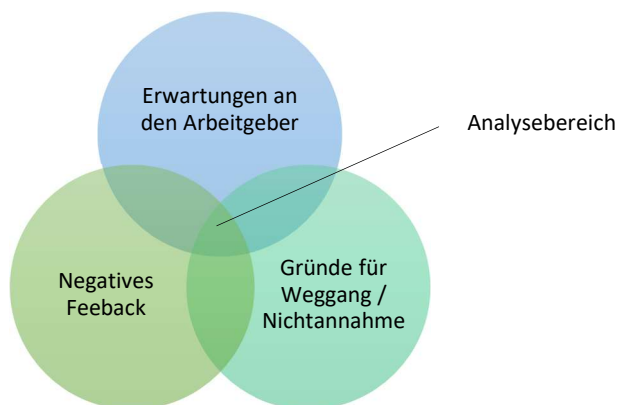 Erwartungen an
den Arbeitgeber
Analysebereich
Negatives
Feeback
Gründe für
Weggang /
Nichtannahme